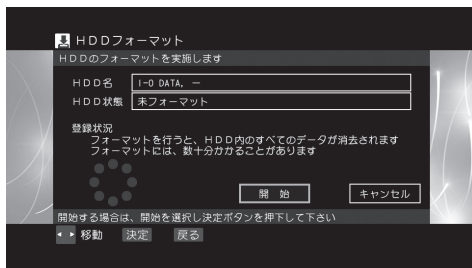 HDDフォーマット
HDDのフォーマットを実施します
HDD名 I-O DATA, ー
HDD状態 未フォーマット
登録状況
フォーマットを行うと、HDD内のすべてのデータが消去されます
フォーマットには、数十分かかることがあります
開 始 キャンセル
開始する場合は、開始を選択し決定ボタンを押下して下さい
移動 決定 戻る